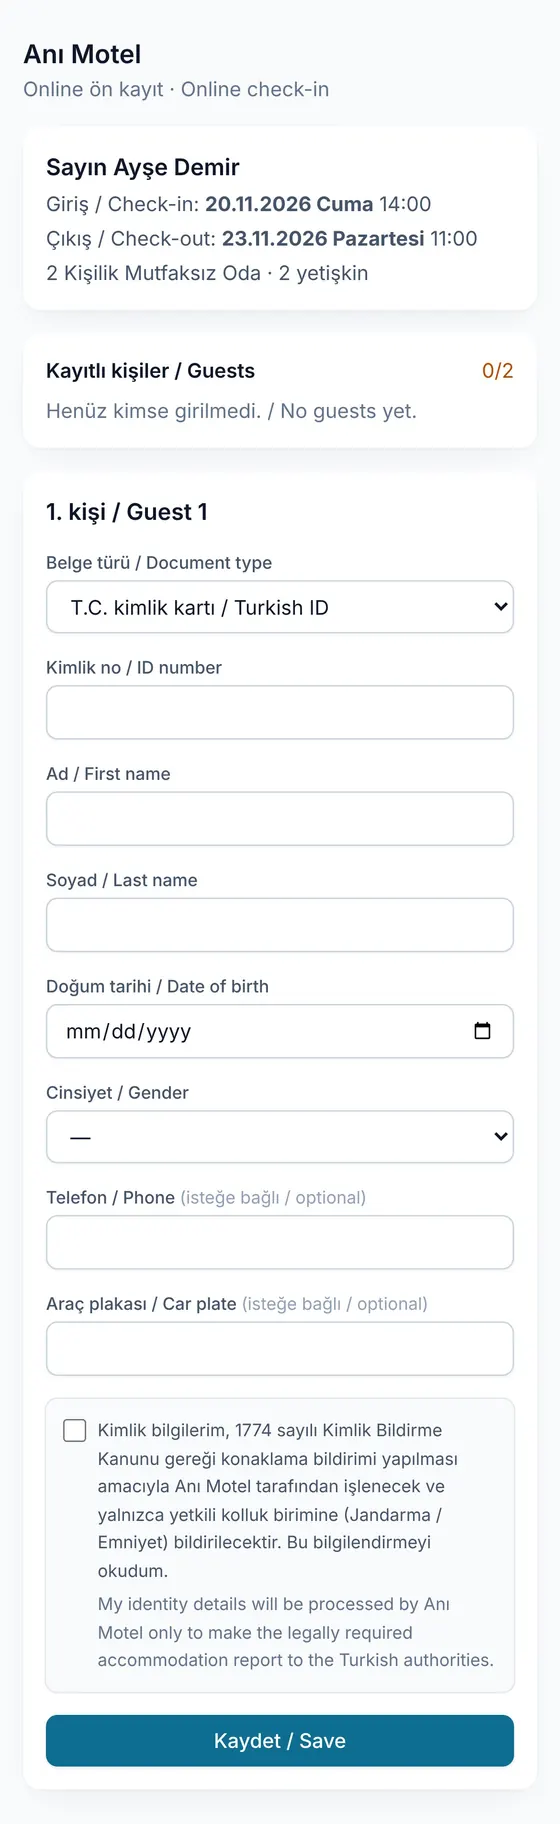 Anı Motel
Online ön kayıt · Online check-in
Sayın Ayşe Demir
Giriş / Check-in: 20.11.2026 Cuma 14:00
Çıkış / Check-out: 23.11.2026 Pazartesi 11:00
2 Kişilik Mutfaksız Oda · 2 yetişkin
Kayıtlı kişiler / Guests 0/2
Henüz kimse girilmedi. / No guests yet.
1. kişi / Guest 1
Belge türü / Document type
T.C. kimlik kartı / Turkish ID
Kimlik no / ID number
Ad / First name
Soyad / Last name
Doğum tarihi / Date of birth
mm/dd/yyyy
Cinsiyet / Gender
—
Telefon / Phone (isteğe bağlı / optional)
Araç plakası / Car plate (isteğe bağlı / optional)
Kimlik bilgilerim, 1774 sayılı Kimlik Bildirme
Kanunu gereği konaklama bildirimi yapılması
amacıyla Anı Motel tarafından işlenecek ve
yalnızca yetkili kolluk birimine (Jandarma /
Emniyet) bildirilecektir. Bu bilgilendirmeyi
okudum.
My identity details will be processed by Anı
Motel only to make the legally required
accommodation report to the Turkish authorities.
Kaydet / Save